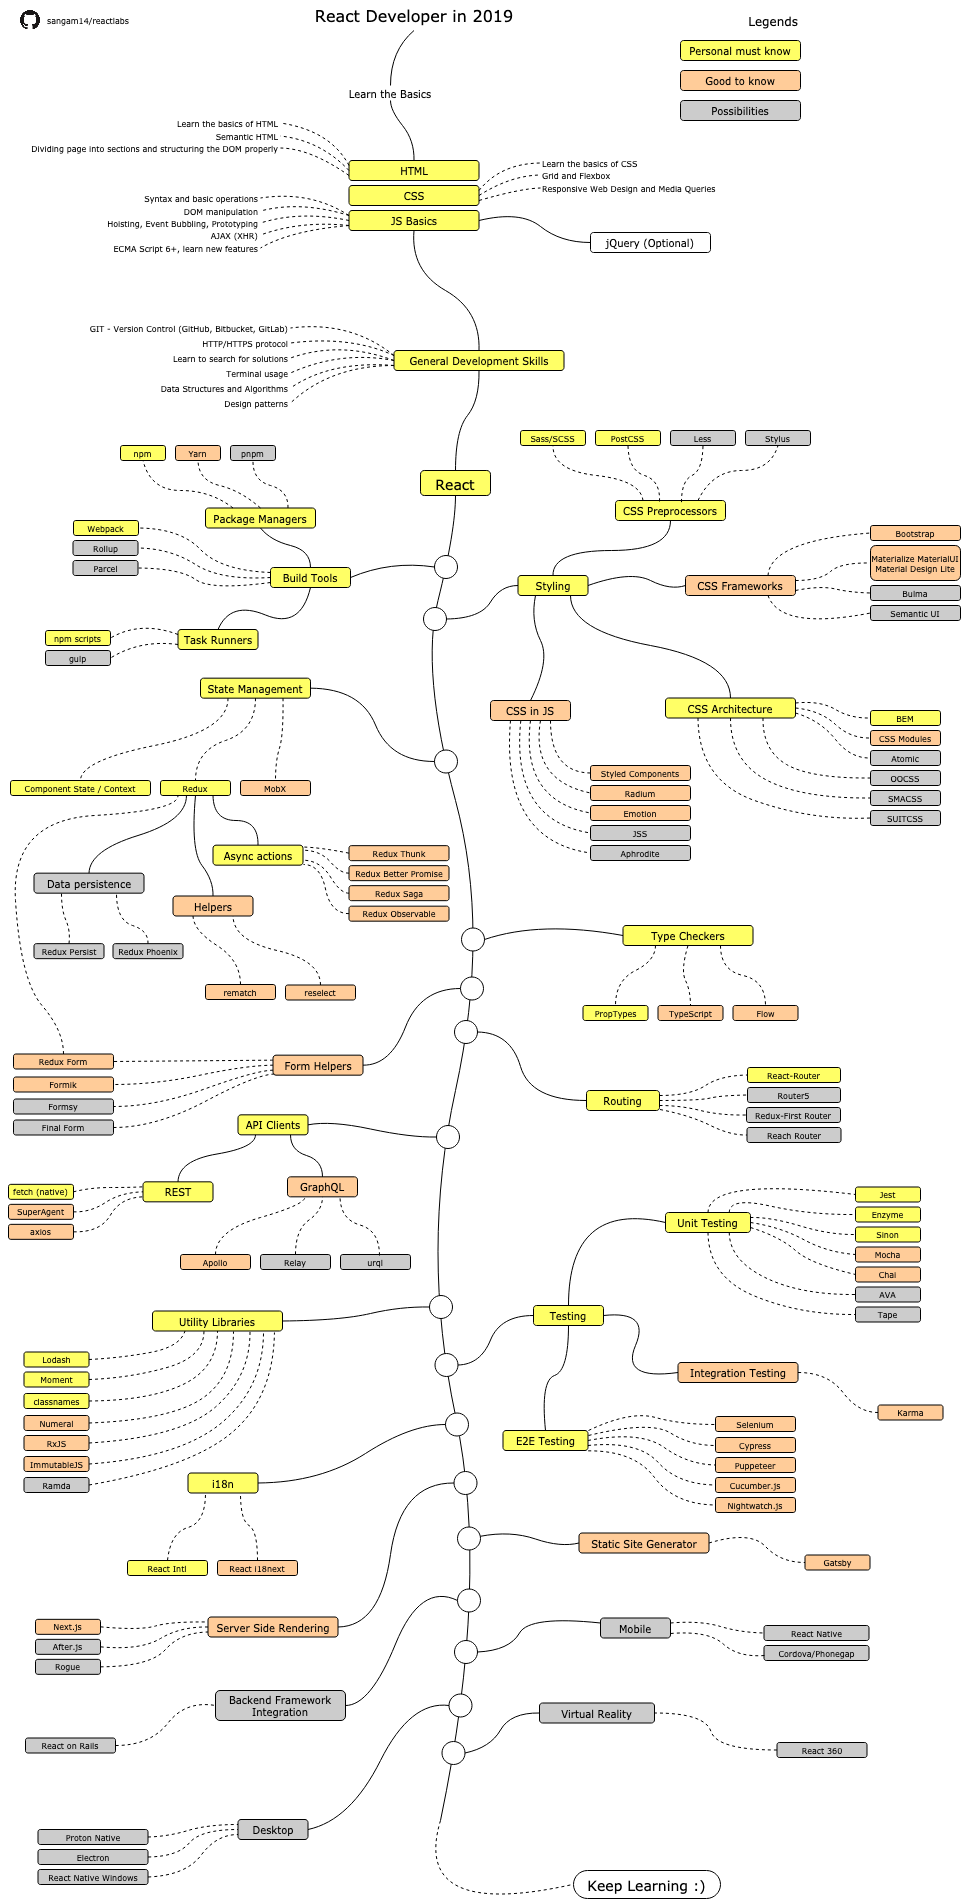 sangam14/reactlabs
React Developer in 2019
Legends
Personal must know
Good to know
Possibilities
Learn the Basics
Learn the basics of HTML
Semantic HTML
Dividing page into sections and structuring the DOM properly
HTML
CSS
JS Basics
Learn the basics of CSS
Grid and Flexbox
Responsive Web Design and Media Queries
Syntax and basic operations
DOM manipulation
Hoisting, Event Bubbling, Prototyping
AJAX (XHR)
ECMA Script 6+, learn new features
jQuery (Optional)
GIT - Version Control (GitHub, Bitbucket, GitLab)
HTTP/HTTPS protocol
Learn to search for solutions
Terminal usage
Data Structures and Algorithms
Design patterns
General Development Skills
React
npm
Yarn
pnpm
Package Managers
Webpack
Rollup
Parcel
Build Tools
npm scripts
gulp
Task Runners
Sass/SCSS
PostCSS
Less
Stylus
CSS Preprocessors
Styling
CSS Frameworks
Bootstrap
Materialize MaterialUI
Material Design Lite
Bulma
Semantic UI
CSS in JS
Styled Components
Radium
Emotion
JSS
Aphrodite
CSS Architecture
BEM
CSS Modules
Atomic
OOCSS
SMACSS
SUITCSS
State Management
Component State / Context
Redux
MobX
Async actions
Redux Thunk
Redux Better Promise
Redux Saga
Redux Observable
Data persistence
Redux Persist
Redux Phoenix
Helpers
rematch
reselect
Type Checkers
PropTypes
TypeScript
Flow
Form Helpers
Redux Form
Formik
Formsy
Final Form
Routing
React-Router
Router5
Redux-First Router
Reach Router
API Clients
REST
fetch (native)
SuperAgent
axios
GraphQL
Apollo
Relay
urql
Utility Libraries
Lodash
Moment
classnames
Numeral
RxJS
ImmutableJS
Ramda
Testing
Unit Testing
Jest
Enzyme
Sinon
Mocha
Chai
AVA
Tape
Integration Testing
Karma
E2E Testing
Selenium
Cypress
Puppeteer
Cucumber.js
Nightwatch.js
i18n
React Intl
React i18next
Static Site Generator
Gatsby
Server Side Rendering
Next.js
After.js
Rogue
Mobile
React Native
Cordova/Phonegap
Backend Framework
Integration
React on Rails
Virtual Reality
React 360
Desktop
Proton Native
Electron
React Native Windows
Keep Learning :)